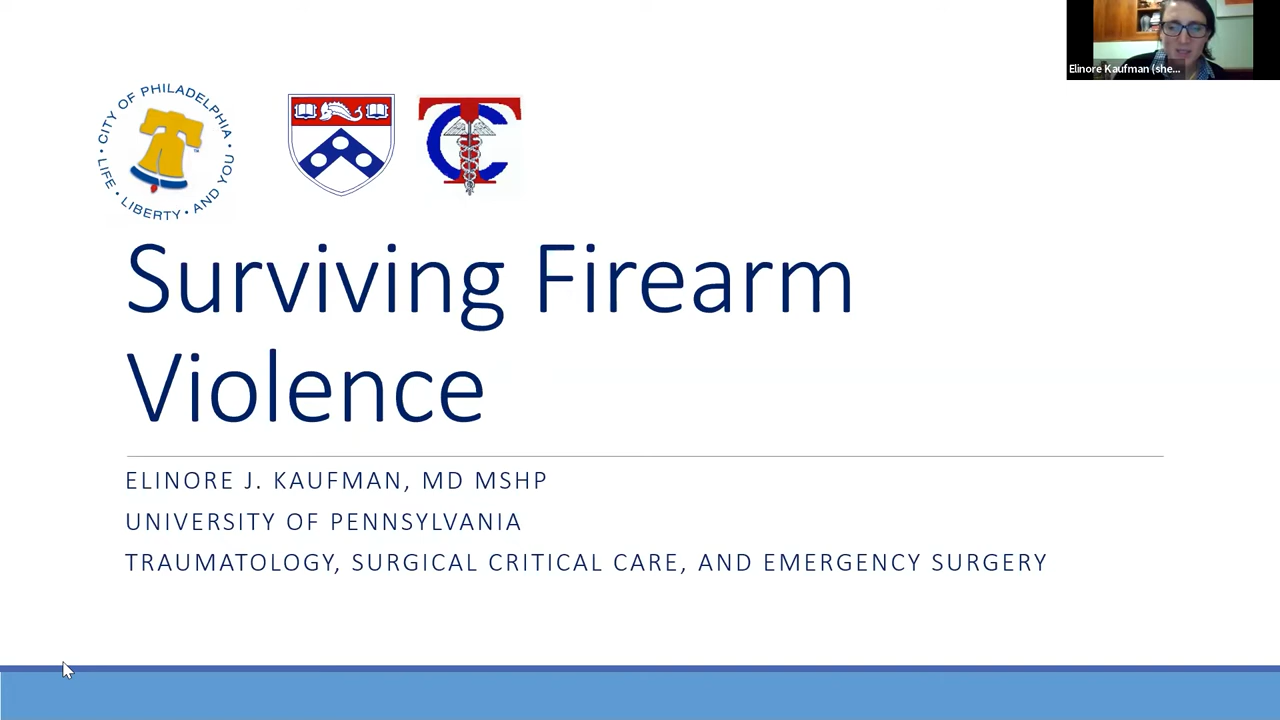 Elinore Kaufman (she...
CITY OF PHILADELPHIA
LIFE • LIBERTY • AND YOU
TC
Surviving Firearm
Violence
ELINORE J. KAUFMAN, MD MSHP
UNIVERSITY OF PENNSYLVANIA
TRAUMATOLOGY, SURGICAL CRITICAL CARE, AND EMERGENCY SURGERY